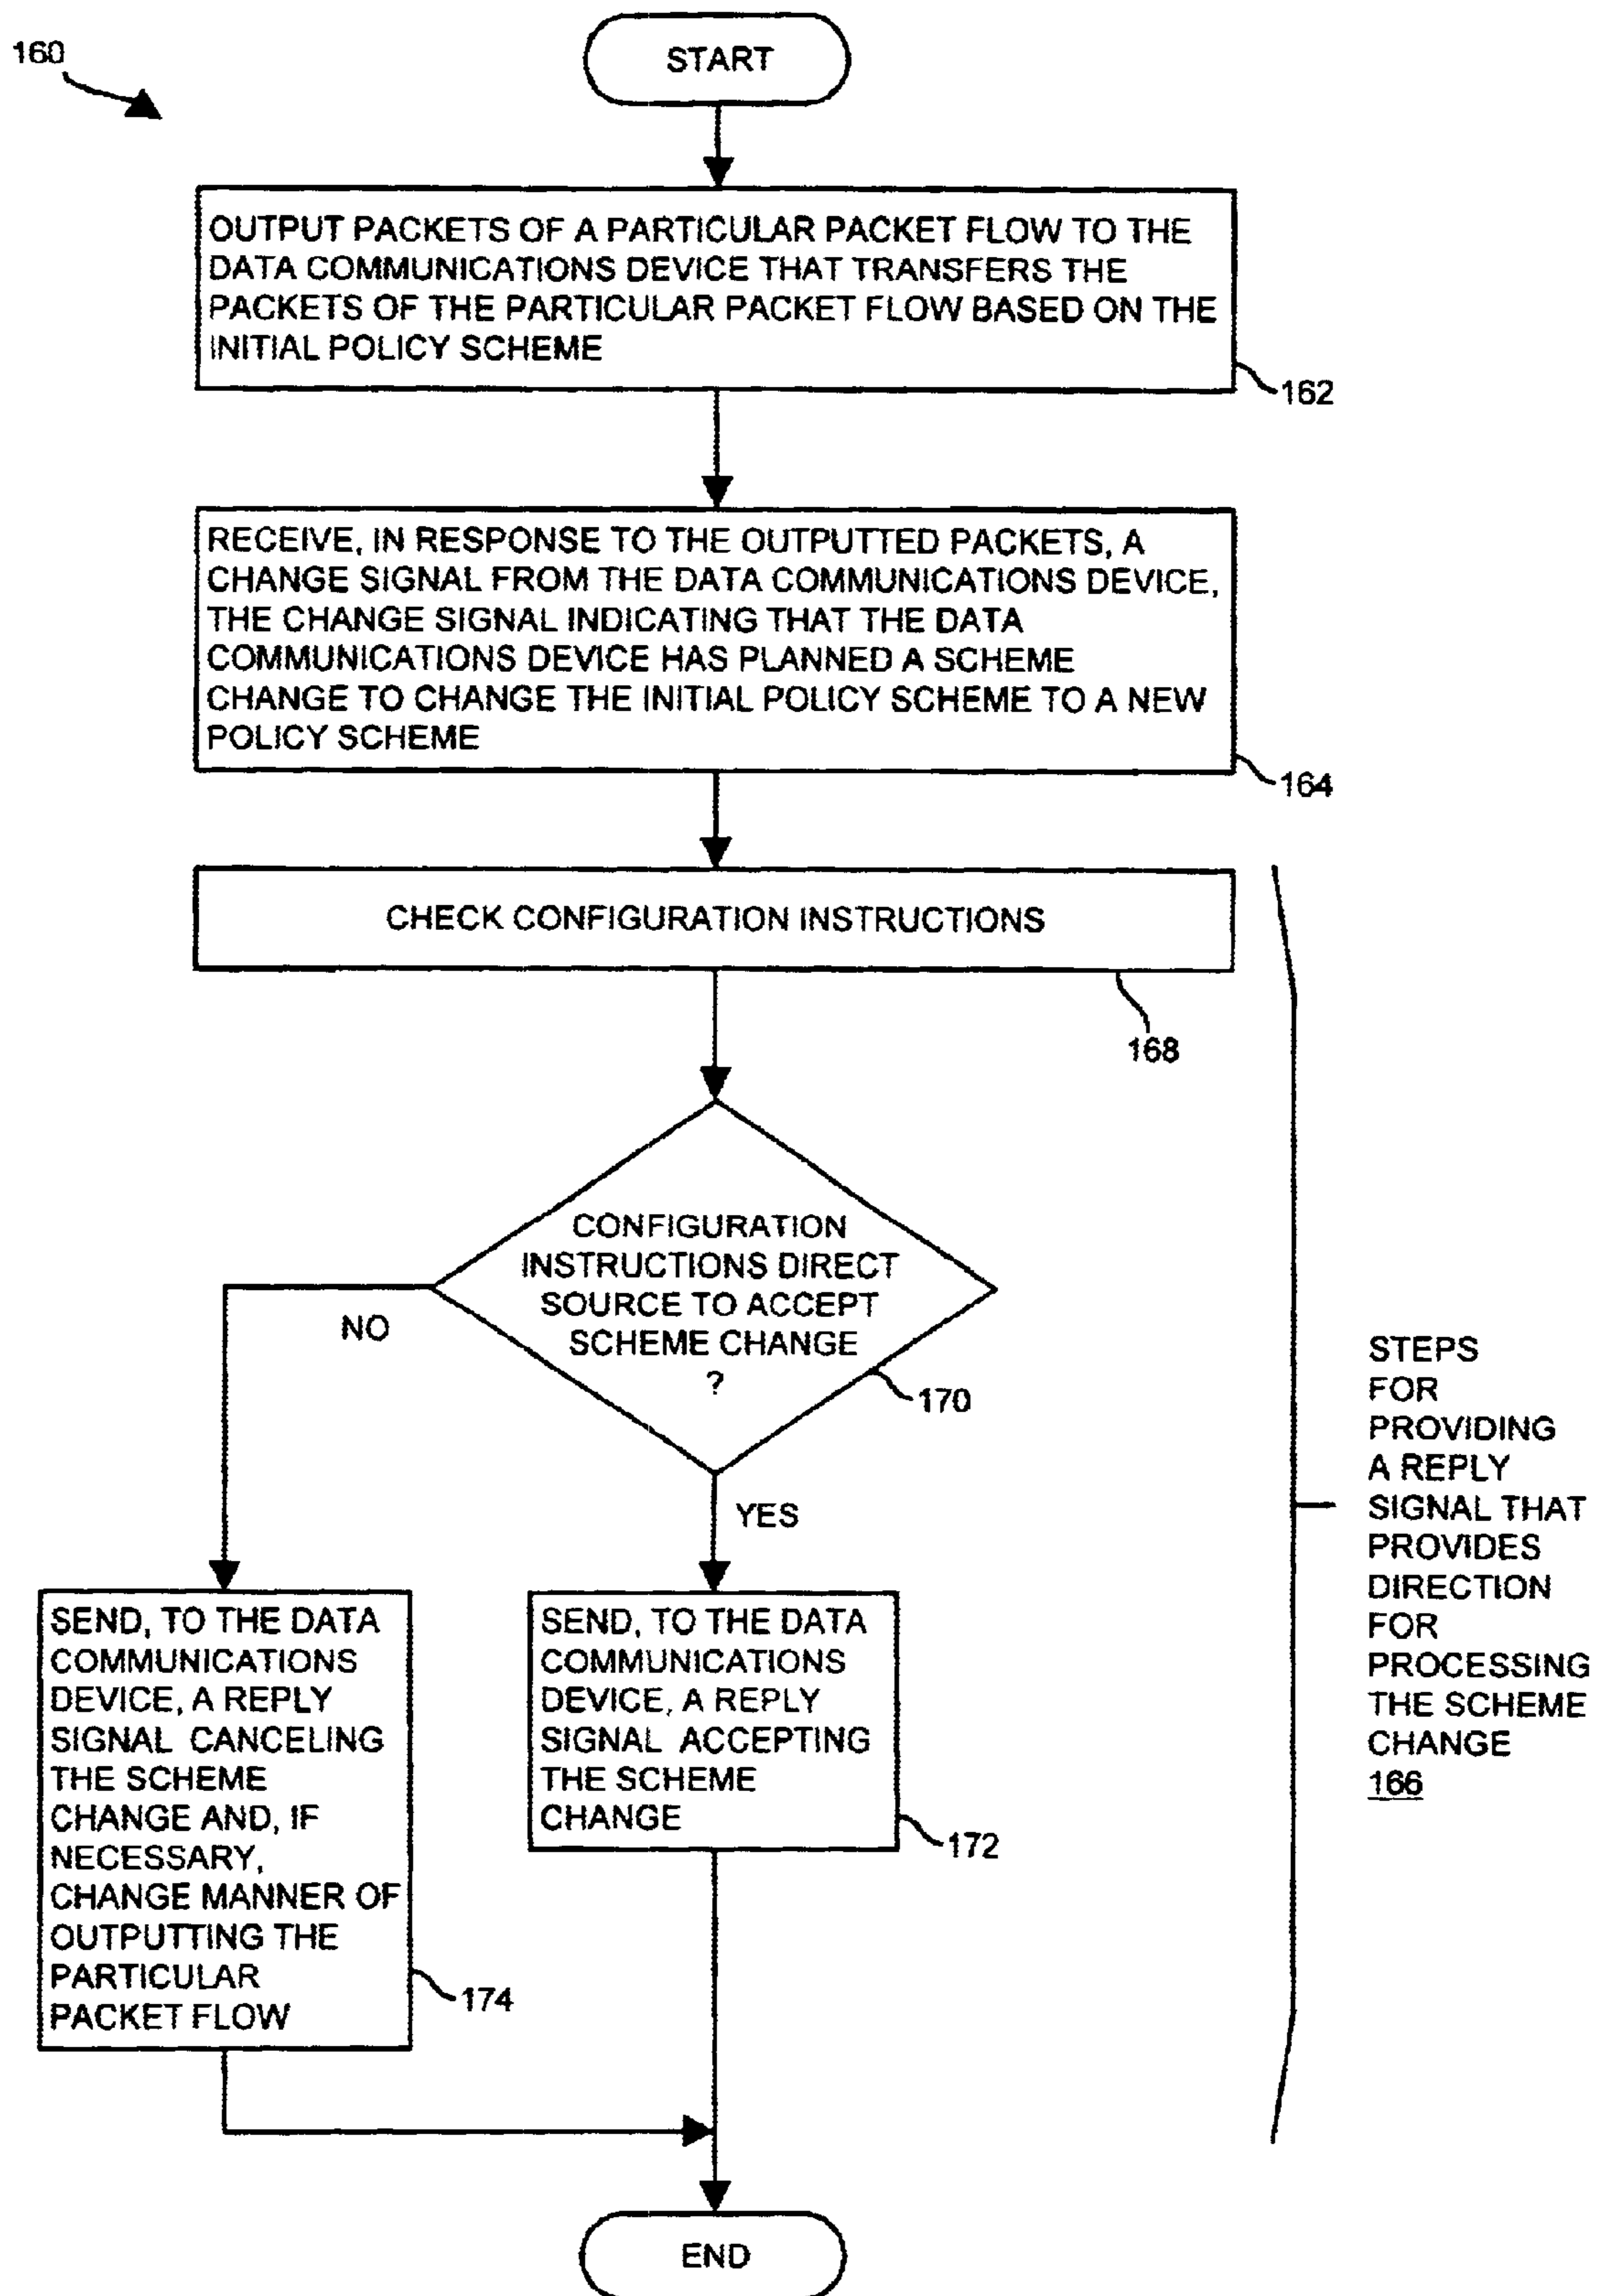 160
START
OUTPUT PACKETS OF A PARTICULAR PACKET FLOW TO THE
DATA COMMUNICATIONS DEVICE THAT TRANSFERS THE
PACKETS OF THE PARTICULAR PACKET FLOW BASED ON THE
INITIAL POLICY SCHEME
162
RECEIVE, IN RESPONSE TO THE OUTPUTTED PACKETS, A
CHANGE SIGNAL FROM THE DATA COMMUNICATIONS DEVICE,
THE CHANGE SIGNAL INDICATING THAT THE DATA
COMMUNICATIONS DEVICE HAS PLANNED A SCHEME
CHANGE TO CHANGE THE INITIAL POLICY SCHEME TO A NEW
POLICY SCHEME
164
CHECK CONFIGURATION INSTRUCTIONS
168
CONFIGURATION
INSTRUCTIONS DIRECT
SOURCE TO ACCEPT
SCHEME CHANGE
?
170
NO
YES
SEND, TO THE DATA
COMMUNICATIONS
DEVICE, A REPLY
SIGNAL CANCELING
THE SCHEME
CHANGE AND, IF
NECESSARY,
CHANGE MANNER OF
OUTPUTTING THE
PARTICULAR
PACKET FLOW
174
SEND, TO THE DATA
COMMUNICATIONS
DEVICE, A REPLY
SIGNAL ACCEPTING
THE SCHEME
CHANGE
172
STEPS
FOR
PROVIDING
A REPLY
SIGNAL THAT
PROVIDES
DIRECTION
FOR
PROCESSING
THE SCHEME
CHANGE
166
END